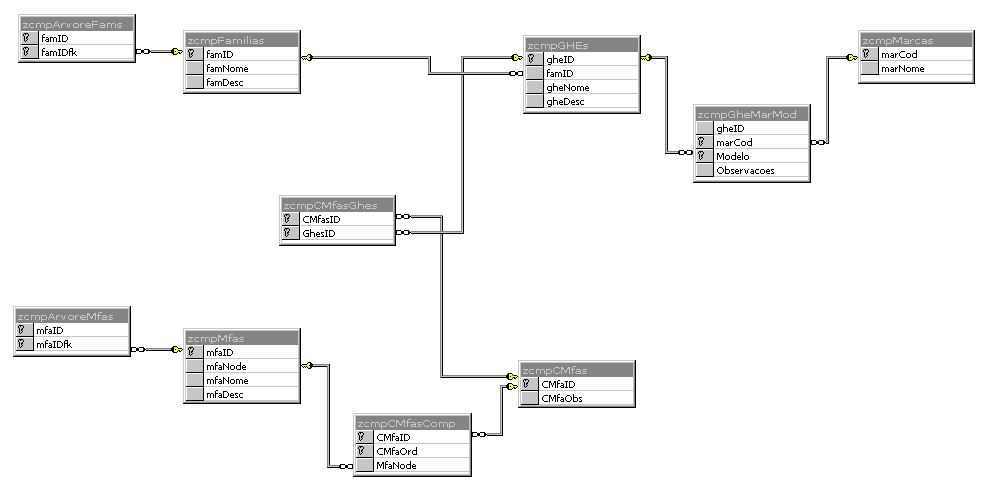 zcmpArvoreFams
famID
famIDfk
zcmpFamilias
famID
famNome
famDesc
zcmpGHEs
gheID
famID
gheNome
gheDesc
zcmpMarcas
marCod
marNome
zcmpGheMarMod
gheID
marCod
Modelo
Observacoes
zcmpCMfasGhes
CMfasID
GhesID
zcmpArvoreMfas
mfaID
mfaIDfk
zcmpMfas
mfaID
mfaNode
mfaNome
mfaDesc
zcmpCMfas
CMfaID
CMfaObs
zcmpCMfasComp
CMfaID
CMfaOrd
MfaNode